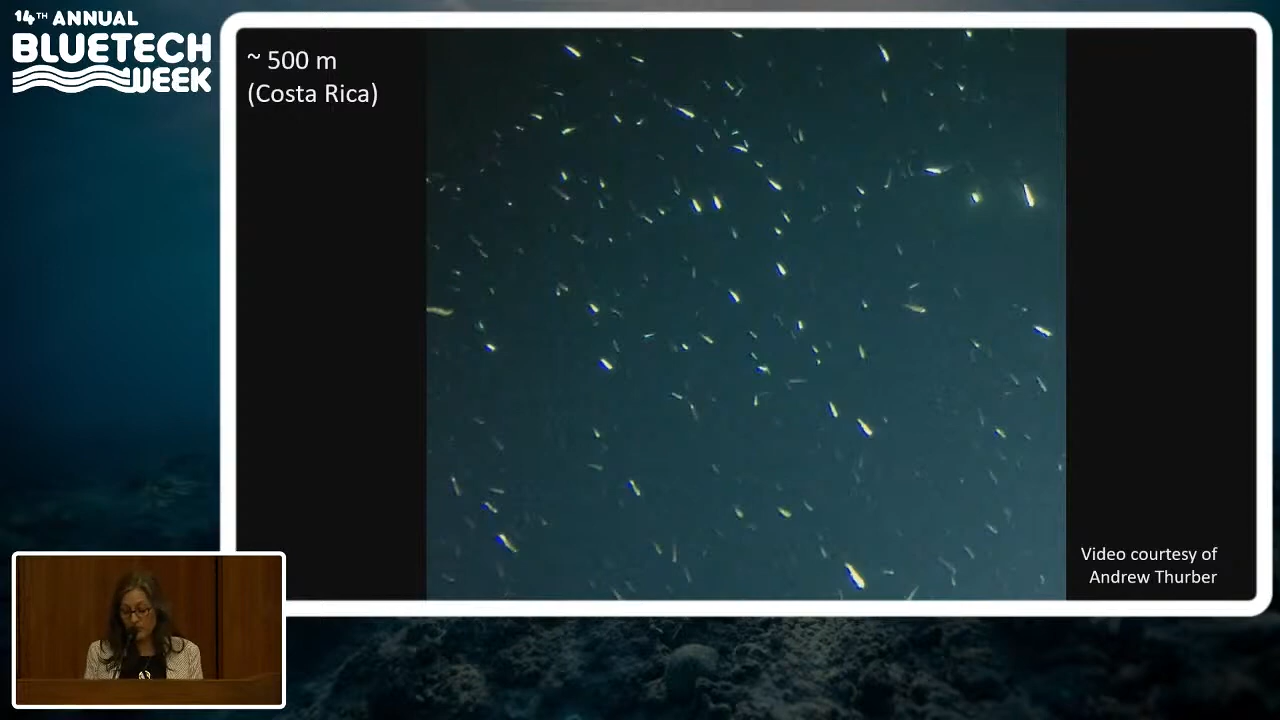 14TH ANNUAL
BLUETECH
WEEK
~ 500 m
(Costa Rica)
Video courtesy of
Andrew Thurber